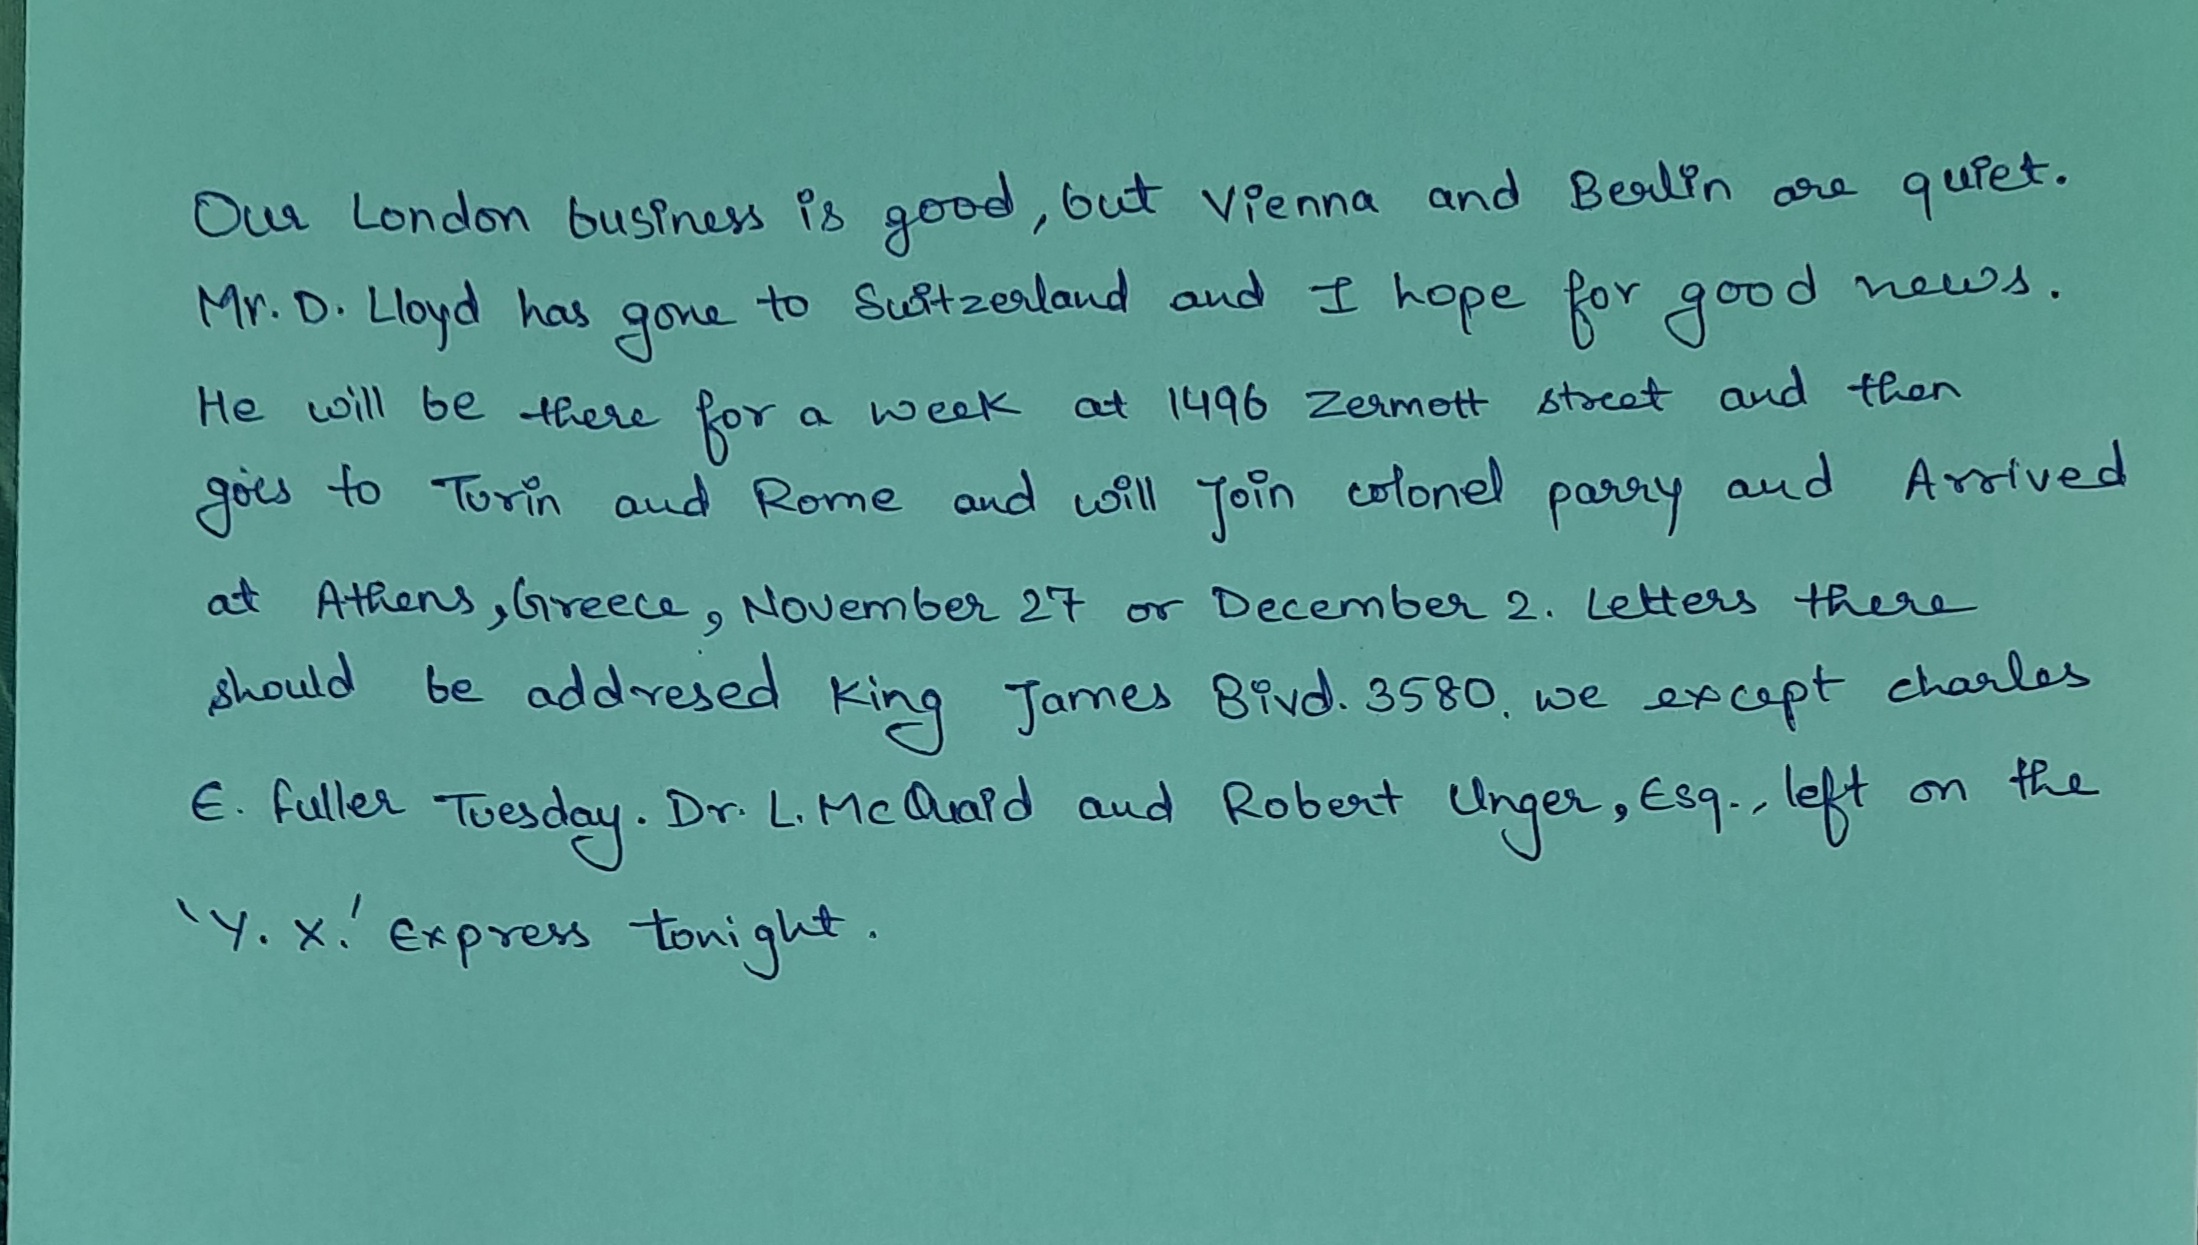 Our London business is good, but Vienna and Berlin are quiet.
Mr. D. Lloyd has gone to Switzerland and I hope for good news.
He will be there for a week at 1496 Zermott street and then
goies to Turin and Rome and will Join colonel parry and Arrived
at Athens, Greece, November 27 or December 2. Letters there
should be addresed King James Bivd. 3580. we except charles
E. fuller Tuesday. Dr. L. McQuaid and Robert Unger, Esq., left on the
'Y. X.' Express tonight.